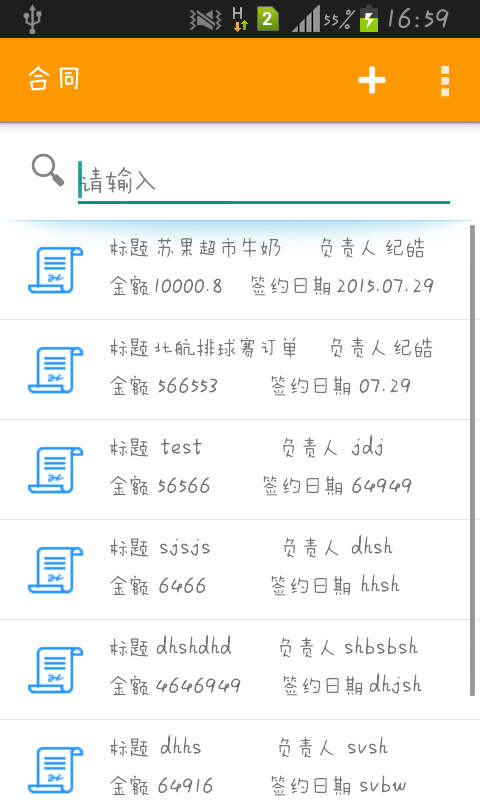 H 2 55% 16:59
合同
请输入
标题 苏果超市牛奶 负责人 纪皓
金额 10000.8 签约日期 2015.07.29
标题 北航排球赛订单 负责人 纪皓
金额 566553 签约日期 07.29
标题 test 负责人 jdj
金额 56566 签约日期 64949
标题 sjsjs 负责人 dhsh
金额 6466 签约日期 hhsh
标题 dhshdhd 负责人 shbsbsh
金额 4646949 签约日期 dhjsh
标题 dhhs 负责人 svsh
金额 64916 签约日期 svbw